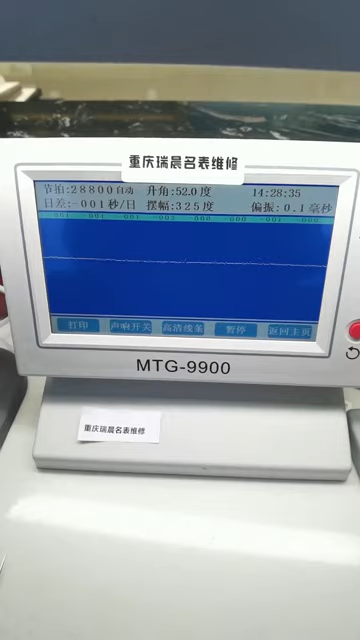 重庆瑞晨名表维修
节拍:28800自动 升角:52.0度 14:28:35
日差:-001秒/日 摆幅:325度 偏振:0.1毫秒
打印 声响开关 高清线条 暂停 返回主页
MTG-9900
重庆瑞晨名表维修